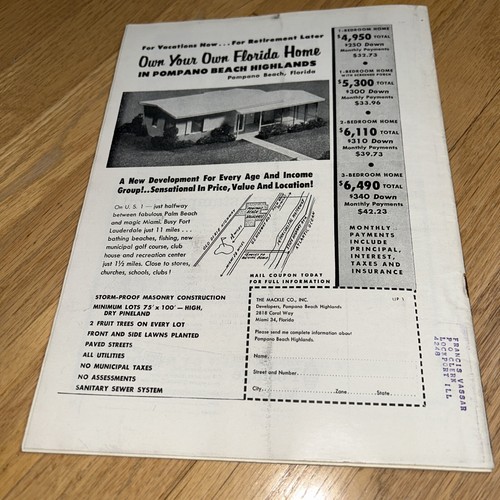 For Vacations Now . . . For Retirement Later
Own Your Own Florida Home
IN POMPANO BEACH HIGHLANDS
Pompano Beach, Florida
A New Development For Every Age And Income
Group!..Sensational In Price, Value And Location!
On U. S. 1 — just halfway
between fabulous Palm Beach
and magic Miami. Busy Fort
Lauderdale just 11 miles . . .
bathing beaches, fishing, new
municipal golf course, club
house and recreation center
just 1½ miles. Close to stores,
churches, schools, clubs!
STORM-PROOF MASONRY CONSTRUCTION
MINIMUM LOTS 75' x 100' — HIGH,
DRY PINELAND
2 FRUIT TREES ON EVERY LOT
FRONT AND SIDE LAWNS PLANTED
PAVED STREETS
ALL UTILITIES
NO MUNICIPAL TAXES
NO ASSESSMENTS
SANITARY SEWER SYSTEM
1-BEDROOM HOME
$4,950 TOTAL
$250 Down
Monthly Payments
$32.73
1-BEDROOM HOME
WITH SCREENED PORCH
$5,300 TOTAL
$300 Down
Monthly Payments
$33.96
2-BEDROOM HOME
$6,110 TOTAL
$310 Down
Monthly Payments
$39.73
3-BEDROOM HOME
$6,490 TOTAL
$340 Down
Monthly Payments
$42.23
MONTHLY
PAYMENTS
INCLUDE
PRINCIPAL,
INTEREST,
TAXES AND
INSURANCE
MAIL COUPON TODAY
FOR FULL INFORMATION
THE MACKLE CO., INC.
Developers, Pompano Beach Highlands
2818 Coral Way
Miami 34, Florida
Please send me complete information about
Pompano Beach Highlands.
Name
Street and Number
City Zone State
FRANCIS VASSAR
PO CLERK
LOCKPORT ILL